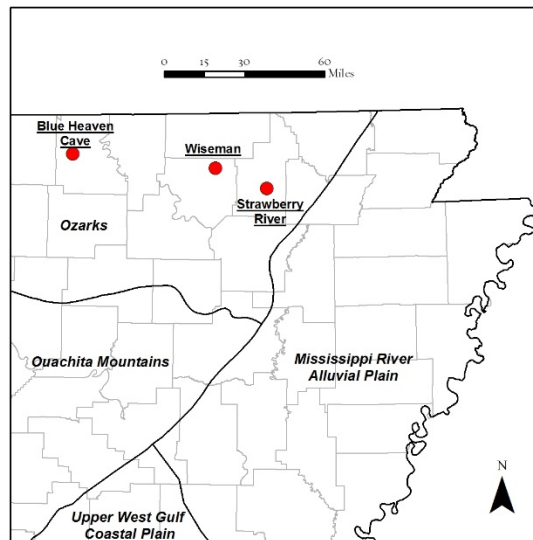 0 15 30 60
Miles
Blue Heaven
Cave
Wiseman
Strawberry
River
Ozarks
Ouachita Mountains
Mississippi River
Alluvial Plain
N
Upper West Gulf
Coastal Plain